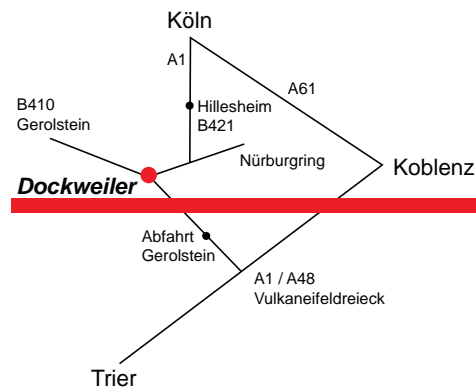 Köln
A1
A61
B410
Gerolstein
Hillesheim
B421
Nürburgring
Koblenz
Dockweiler
Abfahrt
Gerolstein
A1 / A48
Vulkaneifeldreieck
Trier